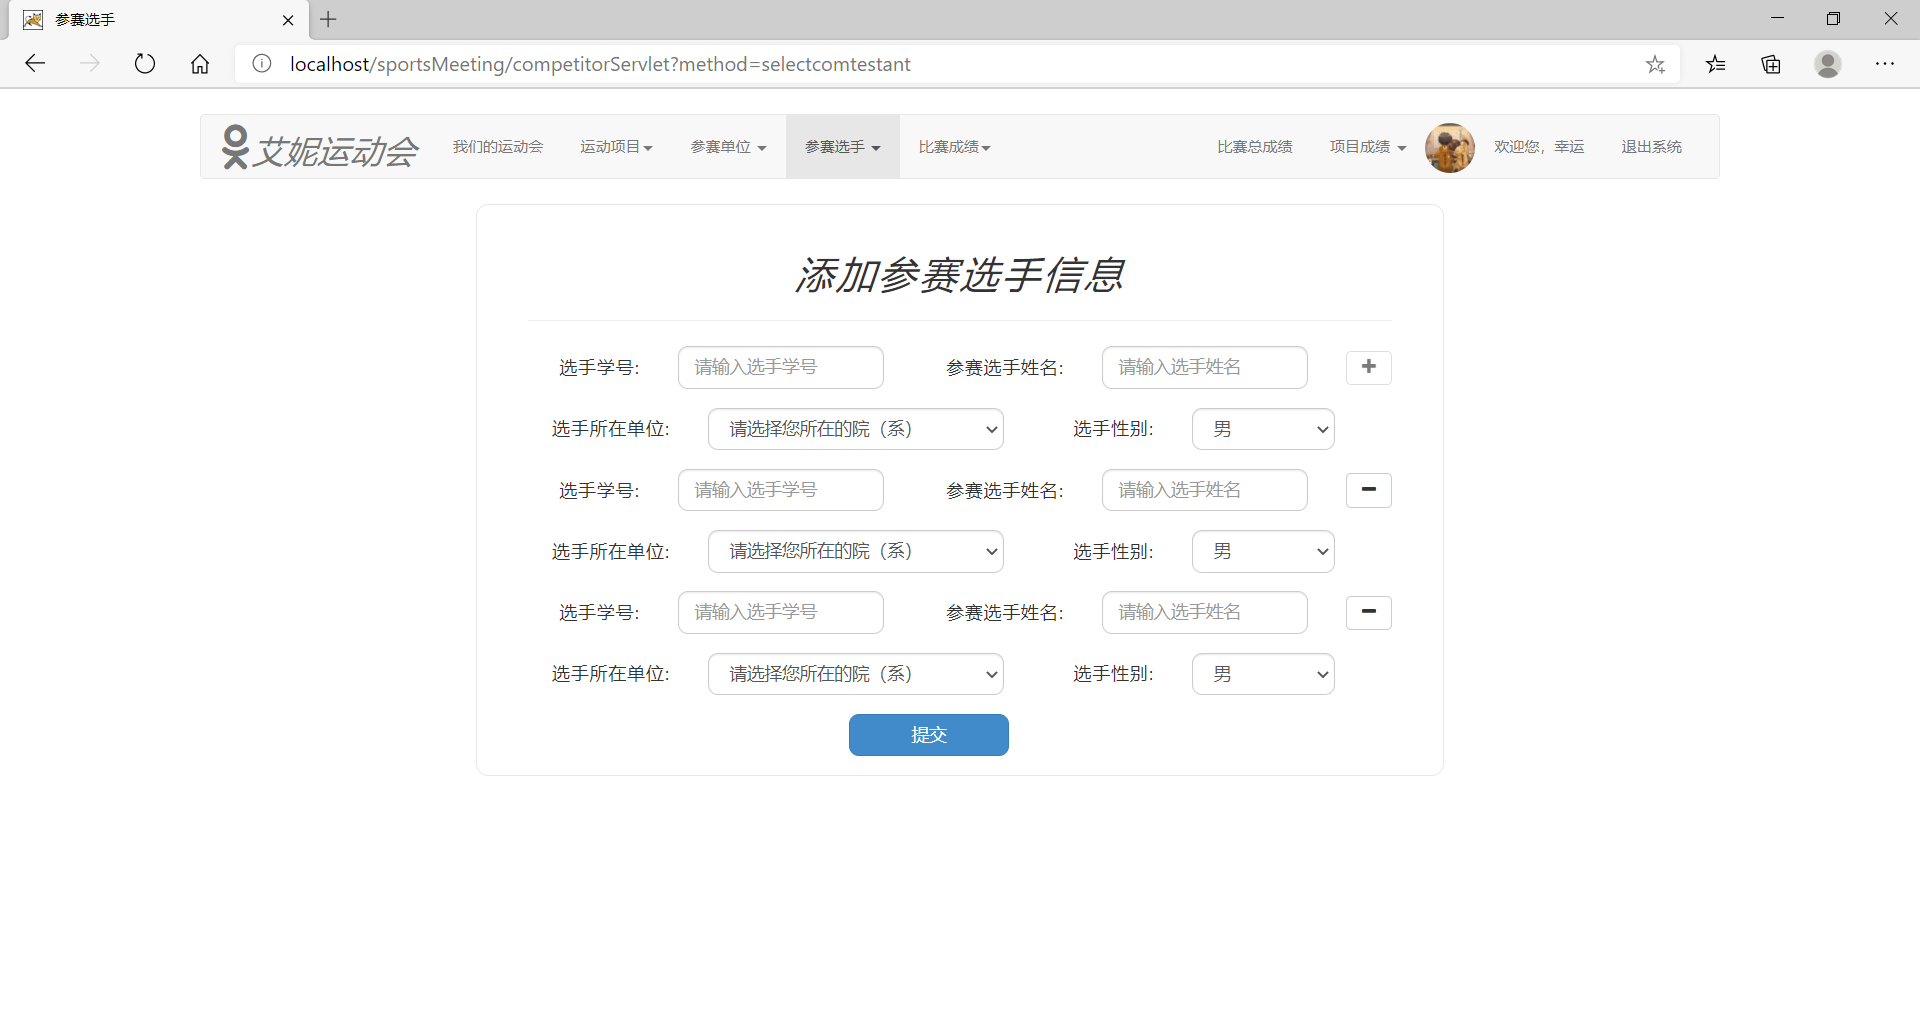 参赛选手
localhost/sportsMeeting/competitorServlet?method=selectcomtestant
艾妮运动会 我们的运动会 运动项目 参赛单位 参赛选手 比赛成绩 比赛总成绩 项目成绩 欢迎您，幸运 退出系统
添加参赛选手信息
选手学号: 请输入选手学号 参赛选手姓名: 请输入选手姓名
选手所在单位: 请选择您所在的院（系） 选手性别: 男
选手学号: 请输入选手学号 参赛选手姓名: 请输入选手姓名
选手所在单位: 请选择您所在的院（系） 选手性别: 男
选手学号: 请输入选手学号 参赛选手姓名: 请输入选手姓名
选手所在单位: 请选择您所在的院（系） 选手性别: 男
提交